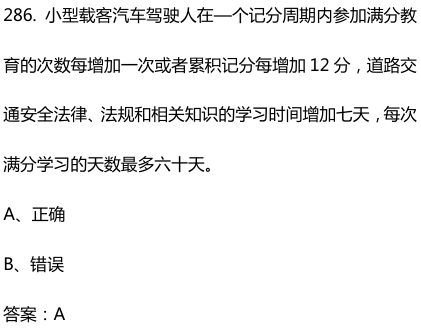 286. 小型载客汽车驾驶人在一个记分周期内参加满分教
育的次数每增加一次或者累积记分每增加 12 分，道路交
通安全法律、法规和相关知识的学习时间增加七天，每次
满分学习的天数最多六十天。
A、正确
B、错误
答案：A